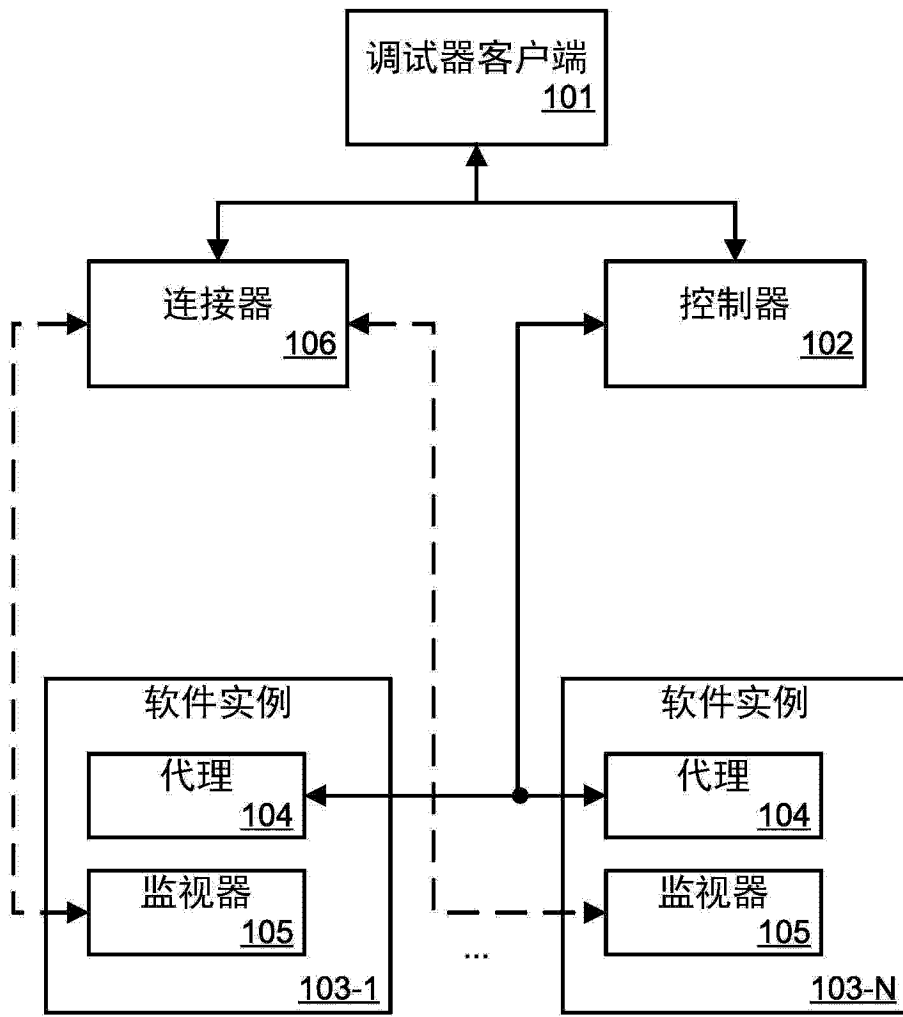 调试器客户端
101
连接器
106
控制器
102
软件实例
代理
104
监视器
105
103-1
...
软件实例
代理
104
监视器
105
103-N